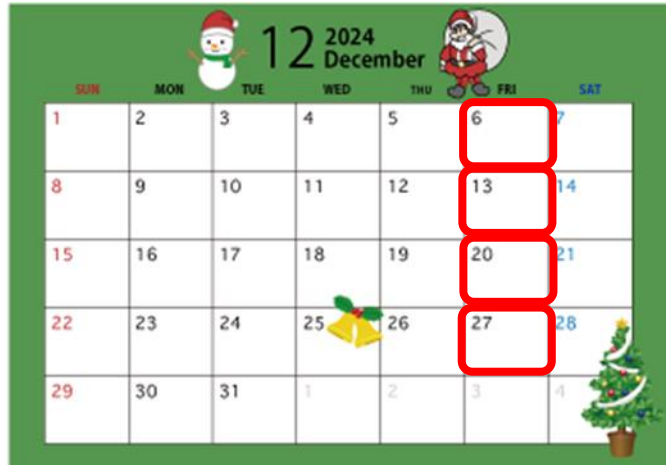 12 2024
December
SUN MON TUE WED THU FRI SAT
1 2 3 4 5 6 7
8 9 10 11 12 13 14
15 16 17 18 19 20 21
22 23 24 25 26 27 28
29 30 31 1 2 3 4